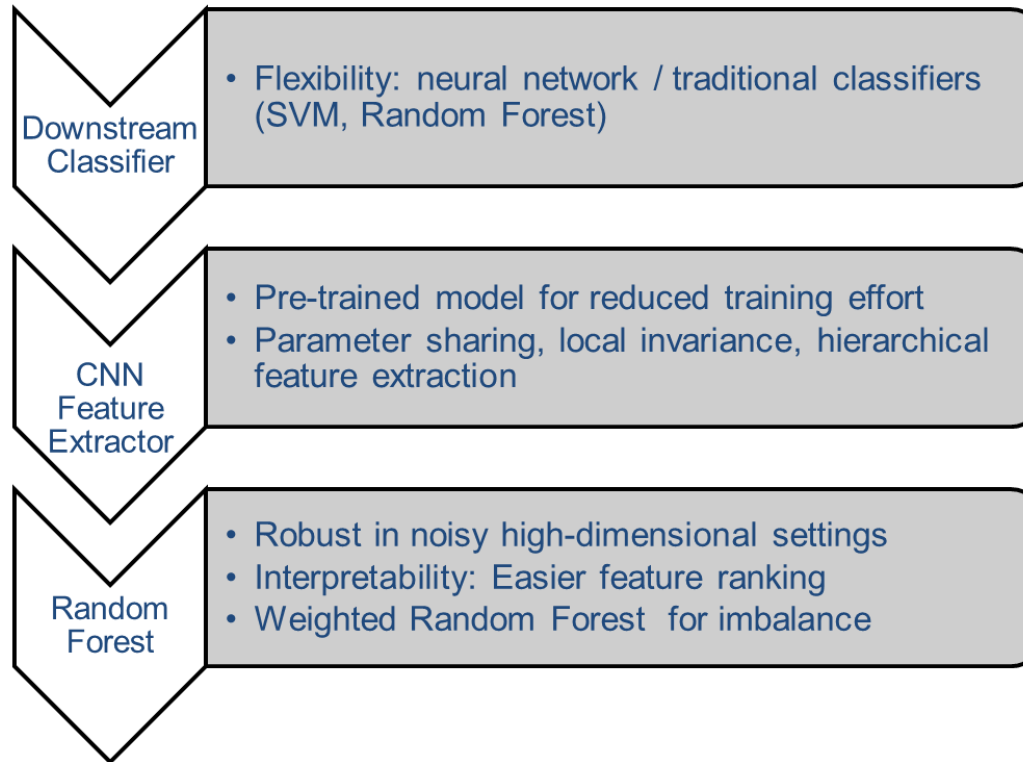 Downstream
Classifier
• Flexibility: neural network / traditional classifiers
(SVM, Random Forest)
CNN
Feature
Extractor
• Pre-trained model for reduced training effort
• Parameter sharing, local invariance, hierarchical
feature extraction
Random
Forest
• Robust in noisy high-dimensional settings
• Interpretability: Easier feature ranking
• Weighted Random Forest for imbalance